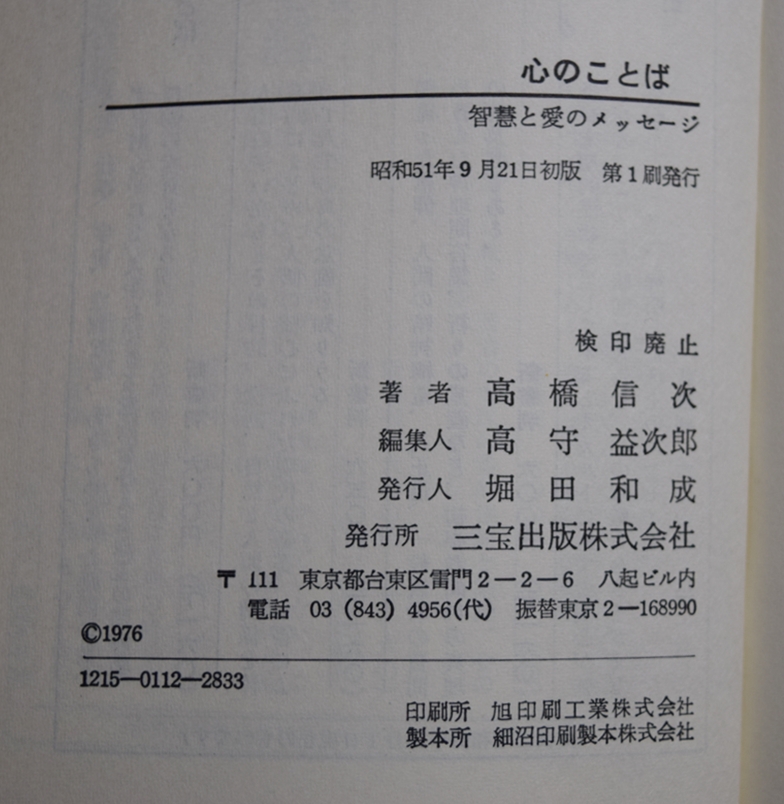 心のことば
智慧と愛のメッセージ
昭和51年9月21日初版　第1刷発行
検印廃止
著者　高橋信次
編集人　高守益次郎
発行人　堀田和成
発行所　三宝出版株式会社
〒111　東京都台東区雷門2—2—6　八起ビル内
電話　03（843）4956（代）　振替東京2—168990
©1976
1215—0112—2833
印刷所　旭印刷工業株式会社
製本所　細沼印刷製本株式会社